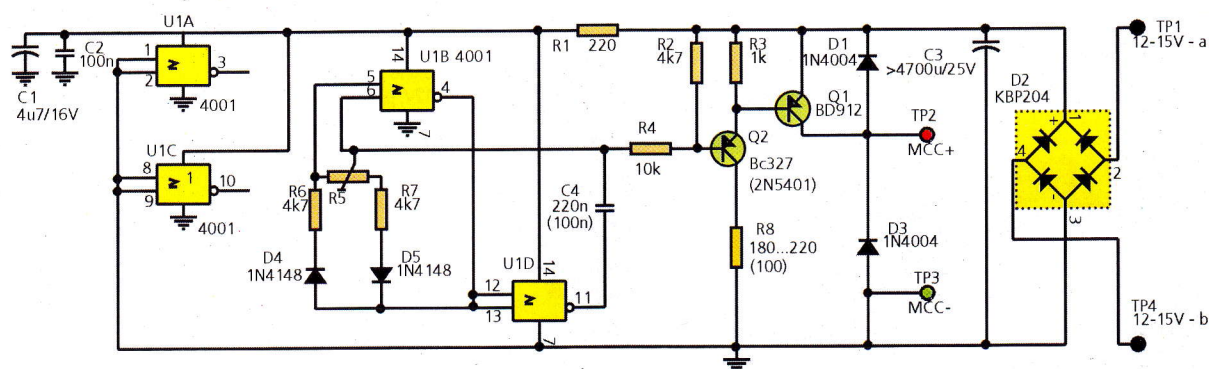 U1A
1
2
3
4001
C2
100n
C1
4u7/16V
U1C
8
9
1
10
4001
14
U1B 4001
5
6
4
7
R6
4k7
R5
R7
4k7
D4
1N4148
D5
1N4148
U1D
14
12
13
11
7
C4
220n
(100n)
R1
220
R4
10k
R2
4k7
R3
1k
Q2
Bc327
(2N5401)
R8
180...220
(100)
Q1
BD912
D1
1N4004
D3
1N4004
TP2
MCC+
TP3
MCC-
C3
>4700u/25V
D2
KBP204
+
1
4
2
-
3
TP1
12-15V - a
TP4
12-15V - b